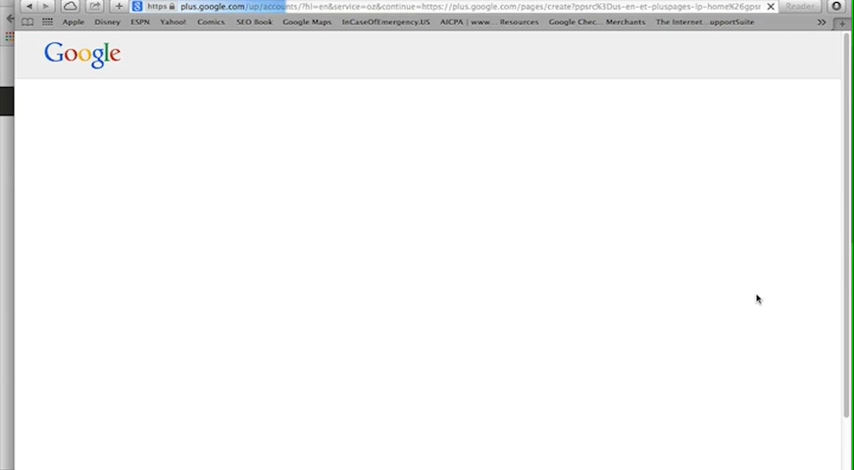 https plus.google.com/up/accounts/?hl=en&service=oz&continue=https://plus.google.com/pages/create?ppsrc%3Dus-en-et-pluspages-lp-home%26gpsr Reader
Apple Disney ESPN Yahoo! Comics SEO Book Google Maps InCaseOfEmergency.US AICPA | www... Resources Google Chec... Merchants The Internet...upportSuite
Google